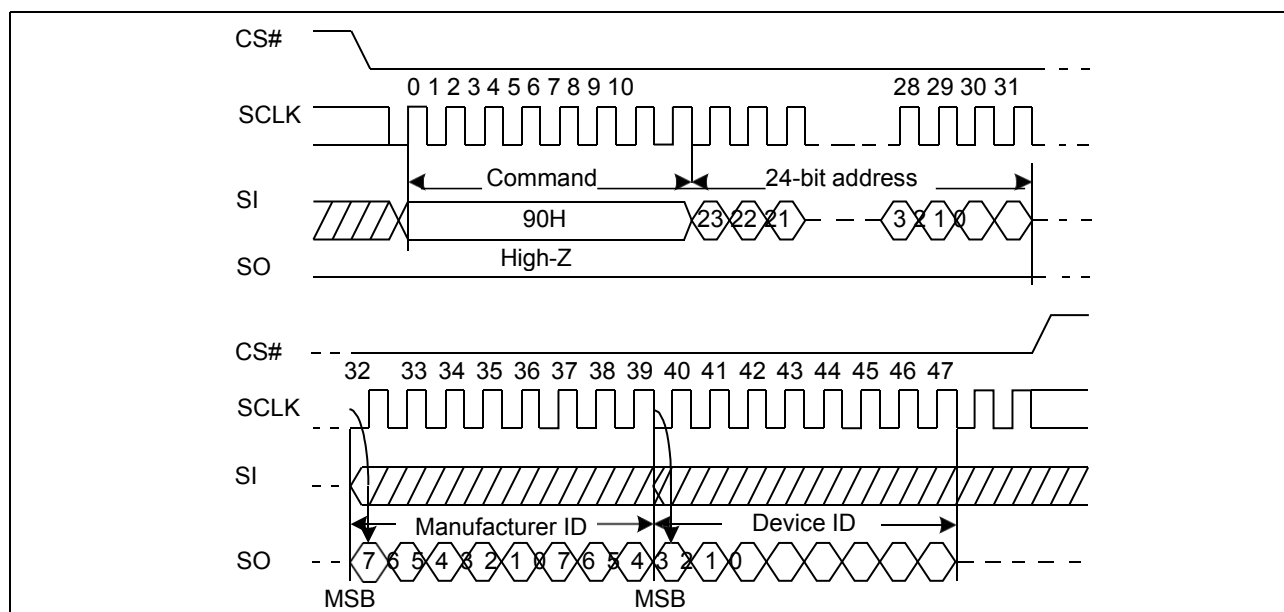 CS#
0 1 2 3 4 5 6 7 8 9 10 28 29 30 31
SCLK
Command 24-bit address
SI
90H 23 22 21 3 2 1 0
High-Z
SO
CS#
32 33 34 35 36 37 38 39 40 41 42 43 44 45 46 47
SCLK
SI
Manufacturer ID Device ID
SO 7 6 5 4 3 2 1 0 7 6 5 4 3 2 1 0
MSB MSB